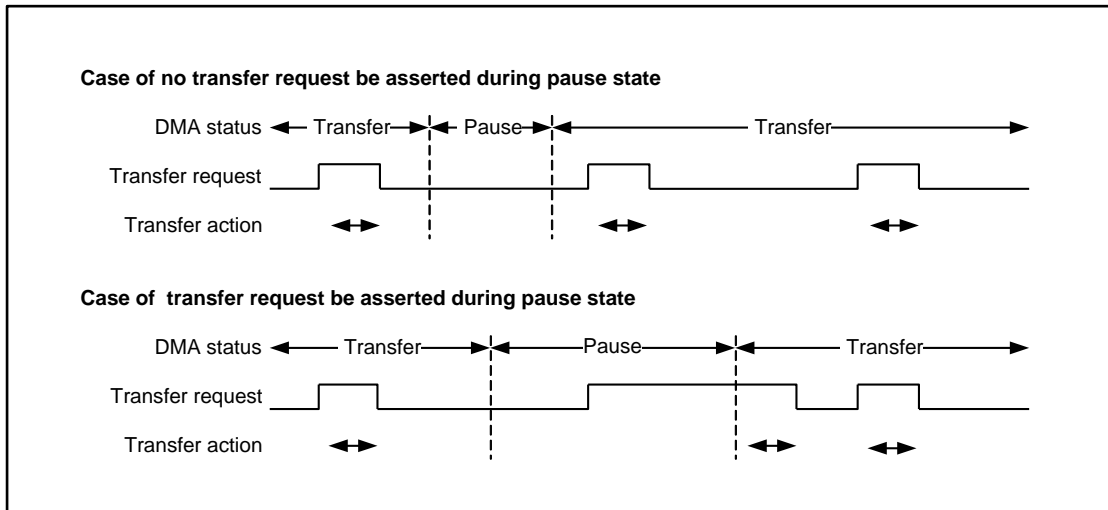 Case of no transfer request be asserted during pause state
DMA status Transfer Pause Transfer
Transfer request
Transfer action
Case of transfer request be asserted during pause state
DMA status Transfer Pause Transfer
Transfer request
Transfer action